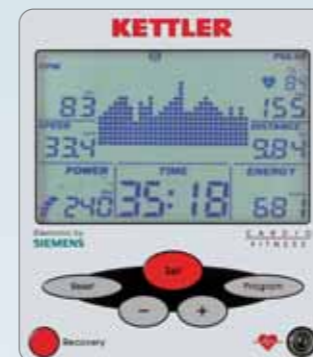 KETTLER
RPM PULSE
83 155
SPEED DISTANCE
33.4 9.84
POWER TIME ENERGY
240 35:18 681
Electronic by CARDIO
SIEMENS FITNESS
Set
Reset Program
− +
Recovery